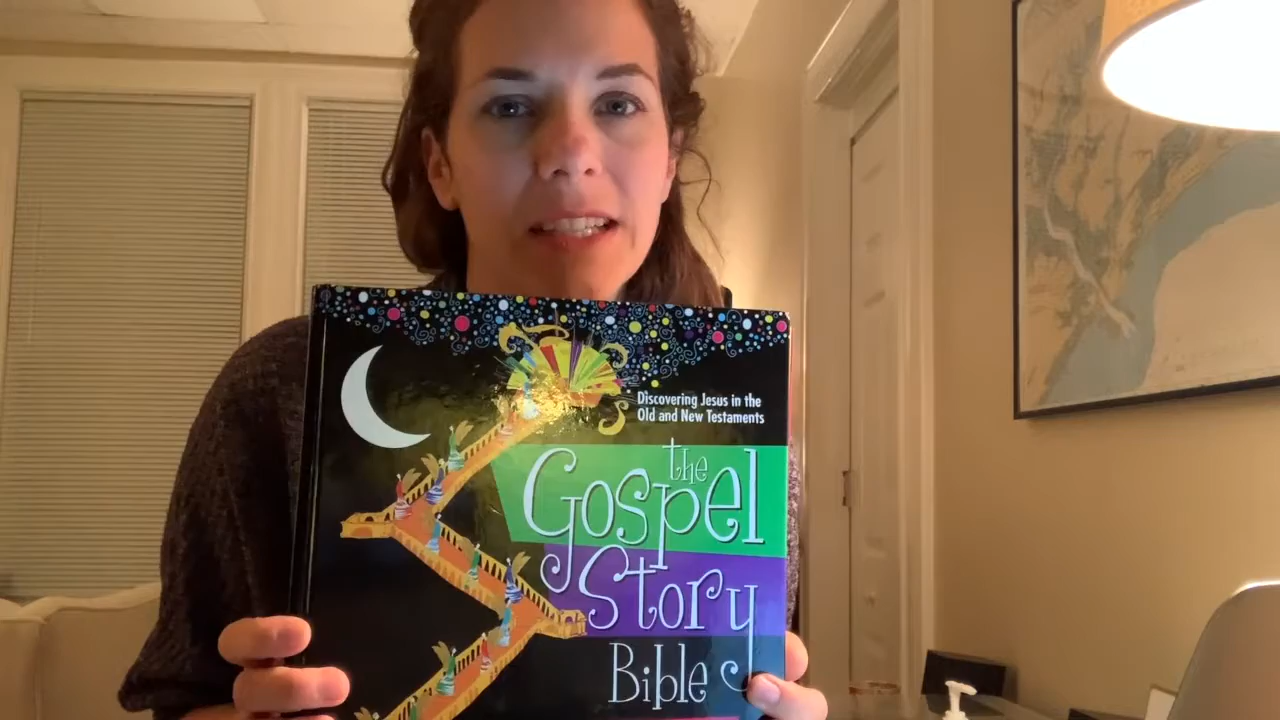 Discovering Jesus in the
Old and New Testaments
the
Gospel
Story
Bible